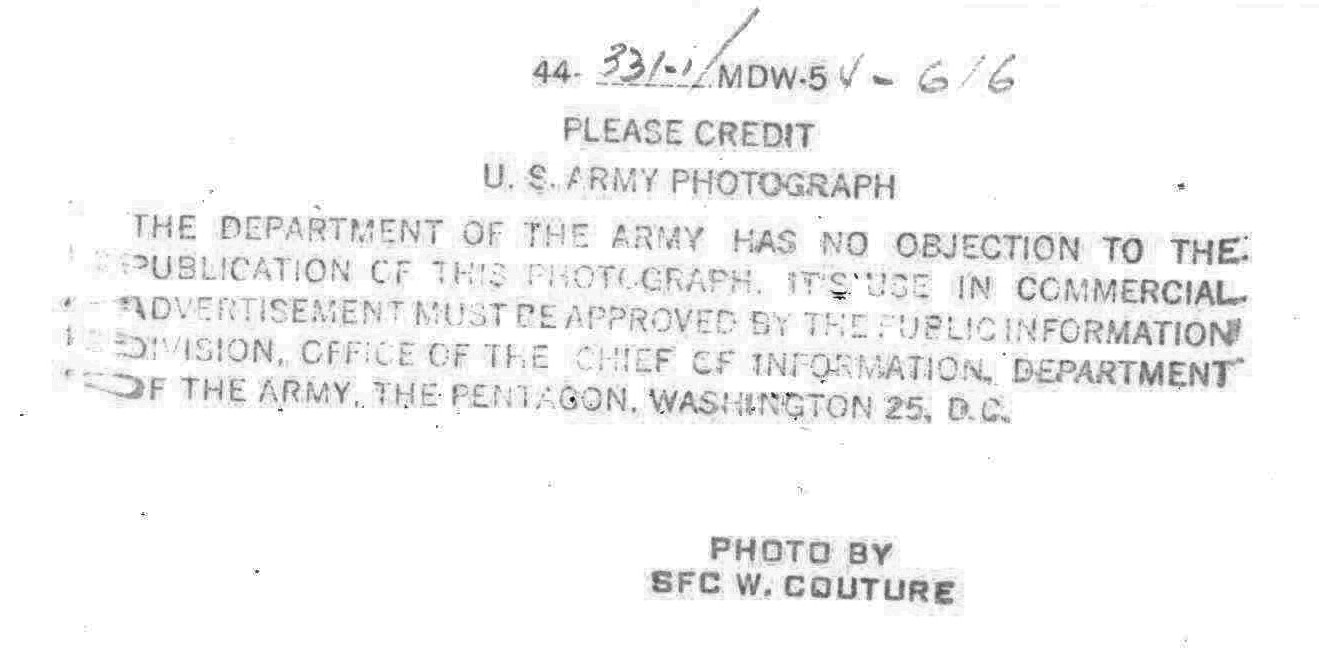 44- 331-1/MDW-54-616
PLEASE CREDIT
U. S. ARMY PHOTOGRAPH
THE DEPARTMENT OF THE ARMY HAS NO OBJECTION TO THE
PUBLICATION OF THIS PHOTOGRAPH. IT'S USE IN COMMERCIAL
ADVERTISEMENT MUST BE APPROVED BY THE PUBLIC INFORMATION
DIVISION, OFFICE OF THE CHIEF OF INFORMATION, DEPARTMENT
OF THE ARMY, THE PENTAGON, WASHINGTON 25, D.C.
PHOTO BY
SFC W. COUTURE